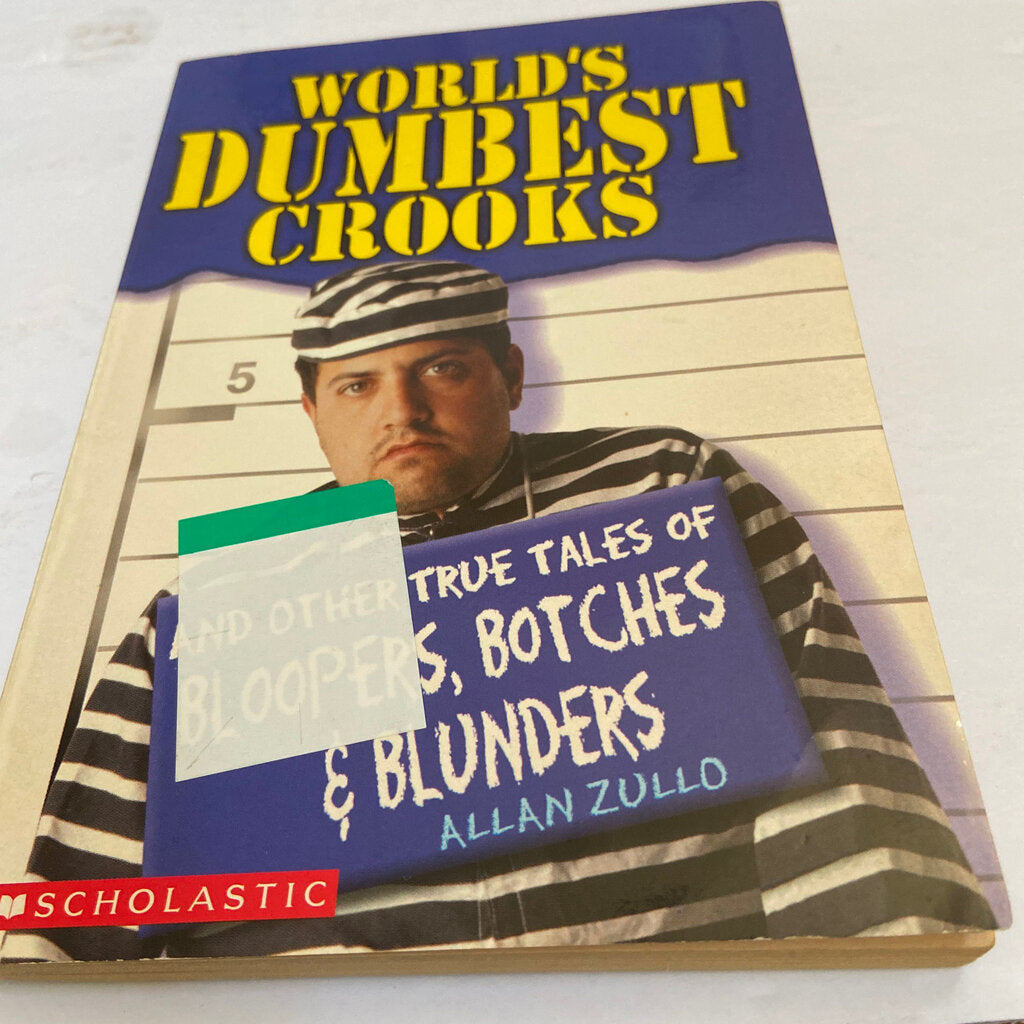 WORLD'S
DUMBEST
CROOKS
5
AND OTHER TRUE TALES OF
BLOOPERS, BOTCHES
& BLUNDERS
ALLAN ZULLO
SCHOLASTIC